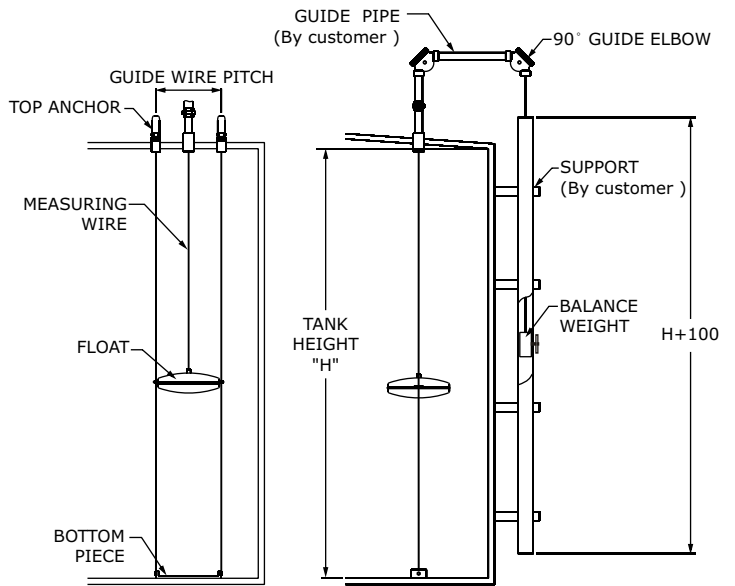 GUIDE PIPE
(By customer )
90° GUIDE ELBOW
GUIDE WIRE PITCH
TOP ANCHOR
SUPPORT
(By customer )
MEASURING
WIRE
TANK
HEIGHT
"H"
BALANCE
WEIGHT
H+100
FLOAT
BOTTOM
PIECE